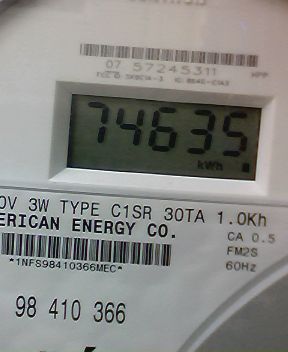 07 57245311
74635
kWh
0V 3W TYPE C1SR 30TA 1.0Kh
ERICAN ENERGY CO.
CA 0.5
FM2S
60Hz
*1NFS98410366MEC*
98 410 366